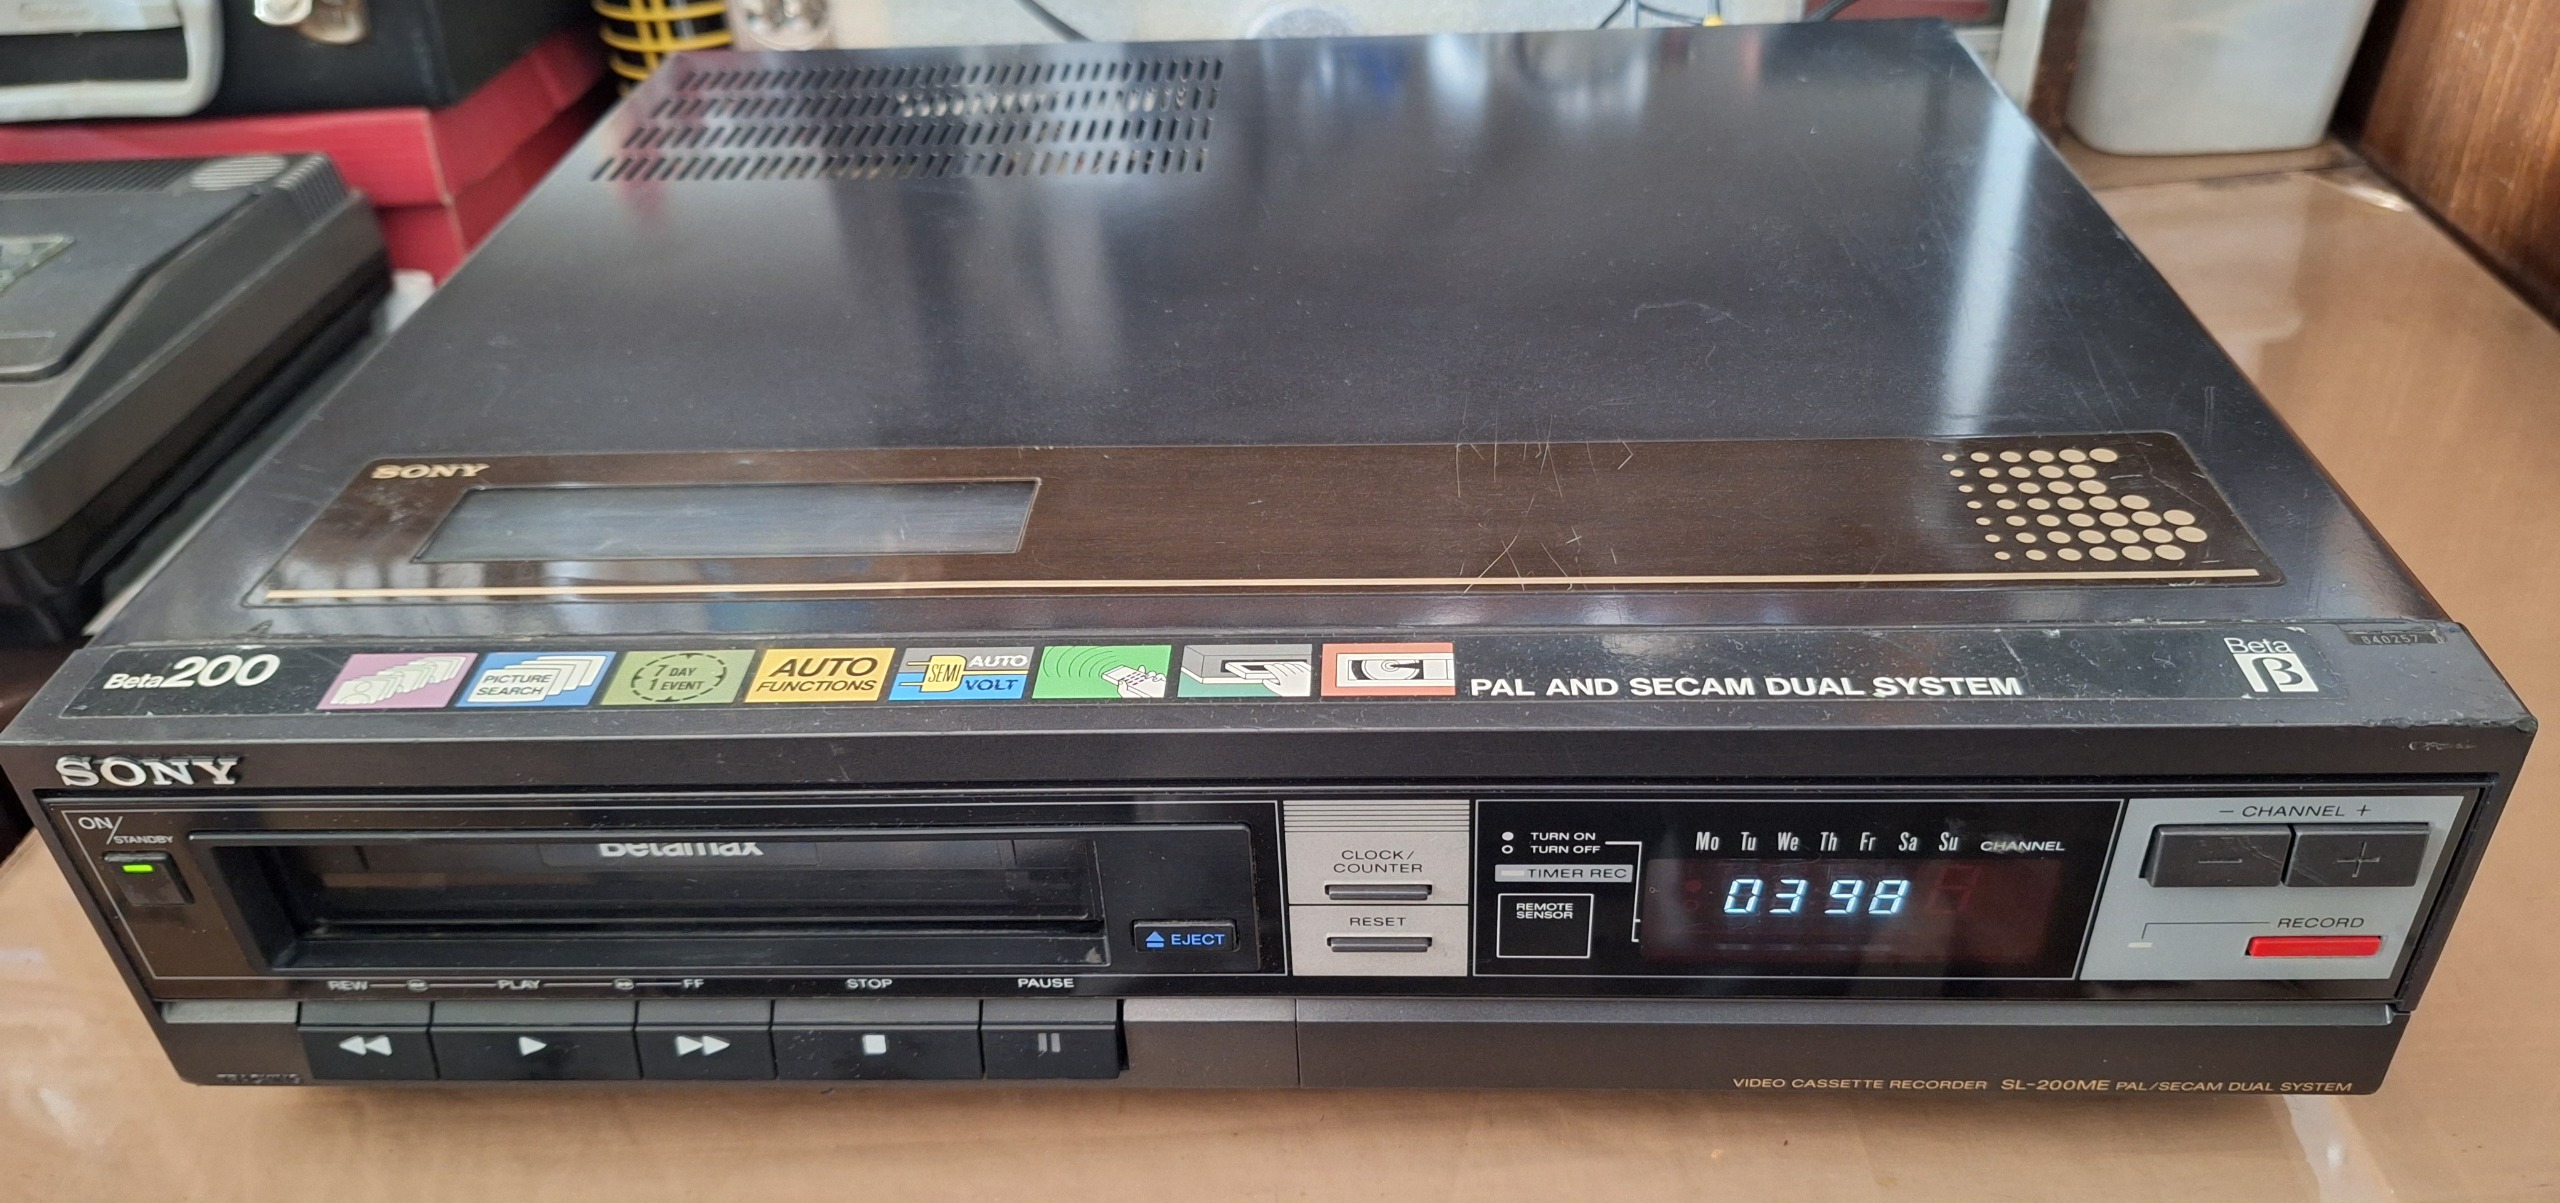 SONY
Beta200
PICTURE
SEARCH
7 DAY
1 EVENT
AUTO
FUNCTIONS
SEMI
AUTO
VOLT
PAL AND SECAM DUAL SYSTEM
Beta
β
840257
SONY
ON/
STANDBY
Betamax
EJECT
CLOCK/
COUNTER
RESET
TURN ON
TURN OFF
TIMER REC
REMOTE
SENSOR
Mo Tu We Th Fr Sa Su CHANNEL
0398
− CHANNEL +
− +
RECORD
REW PLAY FF STOP PAUSE
TRACKING
VIDEO CASSETTE RECORDER SL-200ME PAL/SECAM DUAL SYSTEM